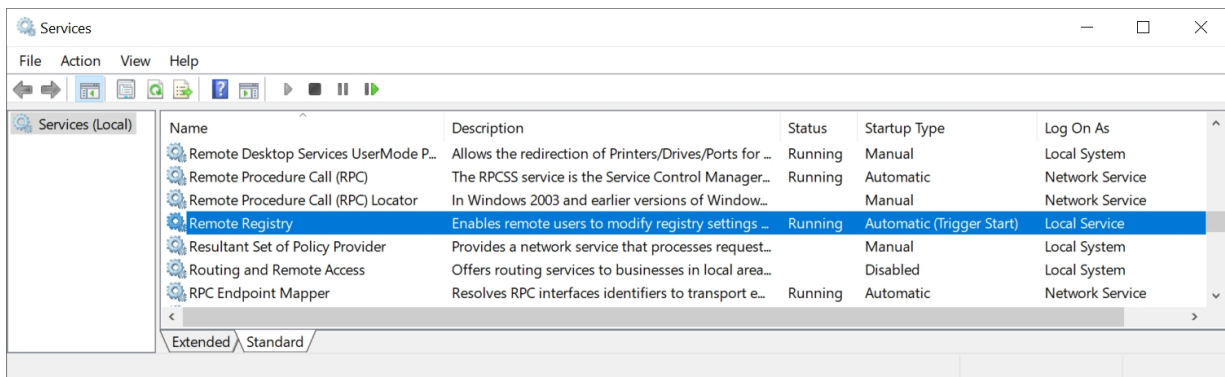 Services
File Action View Help
Services (Local)
Name Description Status Startup Type Log On As
Remote Desktop Services UserMode P... Allows the redirection of Printers/Drives/Ports for ... Running Manual Local System
Remote Procedure Call (RPC) The RPCSS service is the Service Control Manager... Running Automatic Network Service
Remote Procedure Call (RPC) Locator In Windows 2003 and earlier versions of Window... Manual Network Service
Remote Registry Enables remote users to modify registry settings ... Running Automatic (Trigger Start) Local Service
Resultant Set of Policy Provider Provides a network service that processes request... Manual Local System
Routing and Remote Access Offers routing services to businesses in local area... Disabled Local System
RPC Endpoint Mapper Resolves RPC interfaces identifiers to transport e... Running Automatic Network Service
Extended Standard